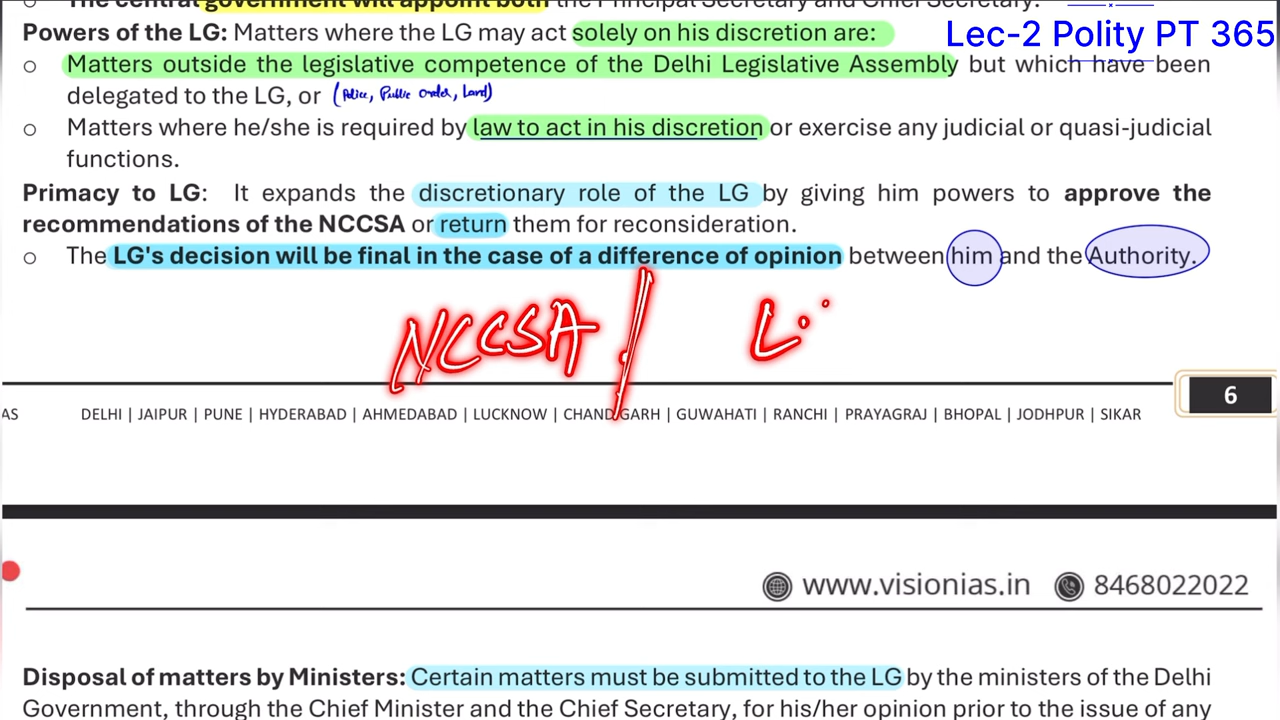 ○ The central government will appoint both the Principal Secretary and Chief Secretary.
Lec-2 Polity PT 365
Powers of the LG: Matters where the LG may act solely on his discretion are:
○ Matters outside the legislative competence of the Delhi Legislative Assembly but which have been
delegated to the LG, or (Police, Public Order, Land)
○ Matters where he/she is required by law to act in his discretion or exercise any judicial or quasi-judicial
functions.
Primacy to LG: It expands the discretionary role of the LG by giving him powers to approve the
recommendations of the NCCSA or return them for reconsideration.
○ The LG's decision will be final in the case of a difference of opinion between him and the Authority.
NCCSA / L.
6
AS DELHI | JAIPUR | PUNE | HYDERABAD | AHMEDABAD | LUCKNOW | CHANDIGARH | GUWAHATI | RANCHI | PRAYAGRAJ | BHOPAL | JODHPUR | SIKAR
www.visionias.in 8468022022
Disposal of matters by Ministers: Certain matters must be submitted to the LG by the ministers of the Delhi
Government, through the Chief Minister and the Chief Secretary, for his/her opinion prior to the issue of any